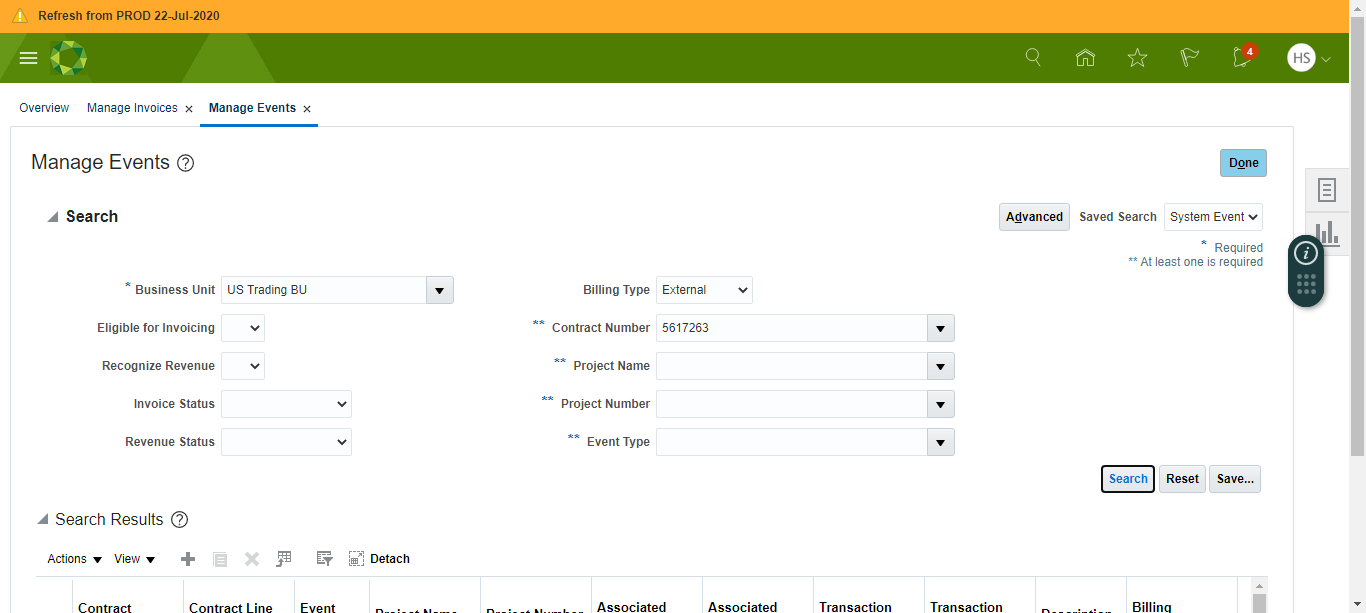 Refresh from PROD 22-Jul-2020
4
HS
Overview Manage Invoices × Manage Events ×
Manage Events ?
Done
Search
Advanced Saved Search System Event
* Required
** At least one is required
* Business Unit US Trading BU Billing Type External
Eligible for Invoicing ** Contract Number 5617263
Recognize Revenue ** Project Name
Invoice Status ** Project Number
Revenue Status ** Event Type
Search Reset Save...
Search Results ?
Actions View Detach
Contract Contract Line Event Project Name Project Number Associated Associated Transaction Transaction Description Billing